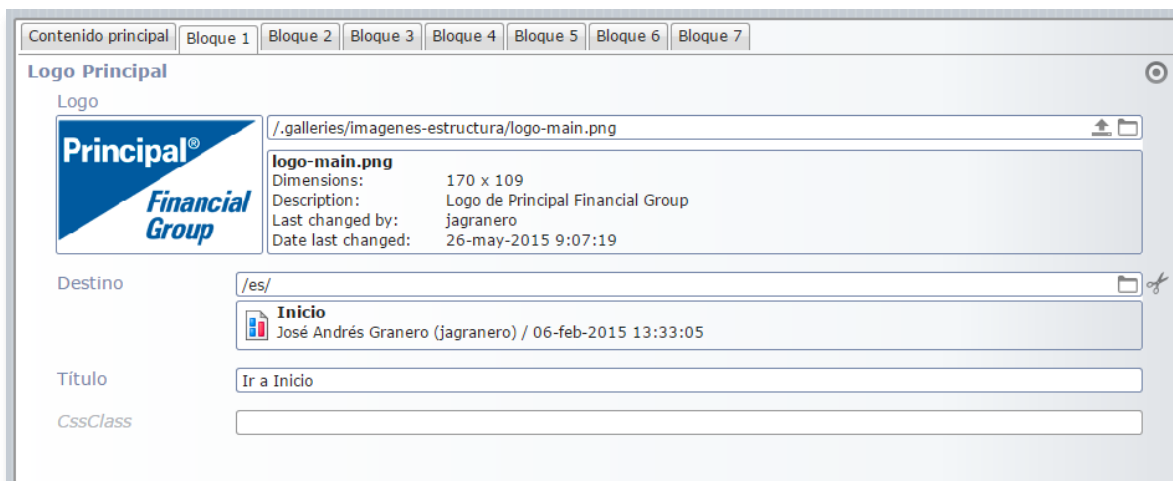 Contenido principal Bloque 1 Bloque 2 Bloque 3 Bloque 4 Bloque 5 Bloque 6 Bloque 7
Logo Principal
Logo
Principal®
Financial
Group
/.galleries/imagenes-estructura/logo-main.png
logo-main.png
Dimensions: 170 x 109
Description: Logo de Principal Financial Group
Last changed by: jagranero
Date last changed: 26-may-2015 9:07:19
Destino /es/
Inicio
José Andrés Granero (jagranero) / 06-feb-2015 13:33:05
Título Ir a Inicio
CssClass